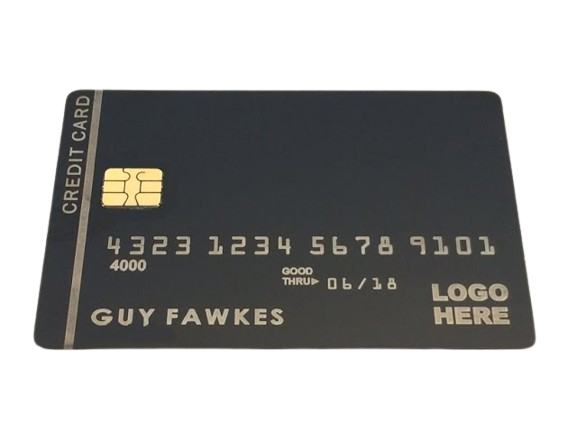 CREDIT CARD
4323 1234 5678 9101
4000
GOOD
THRU▶ 06/18
LOGO
HERE
GUY FAWKES